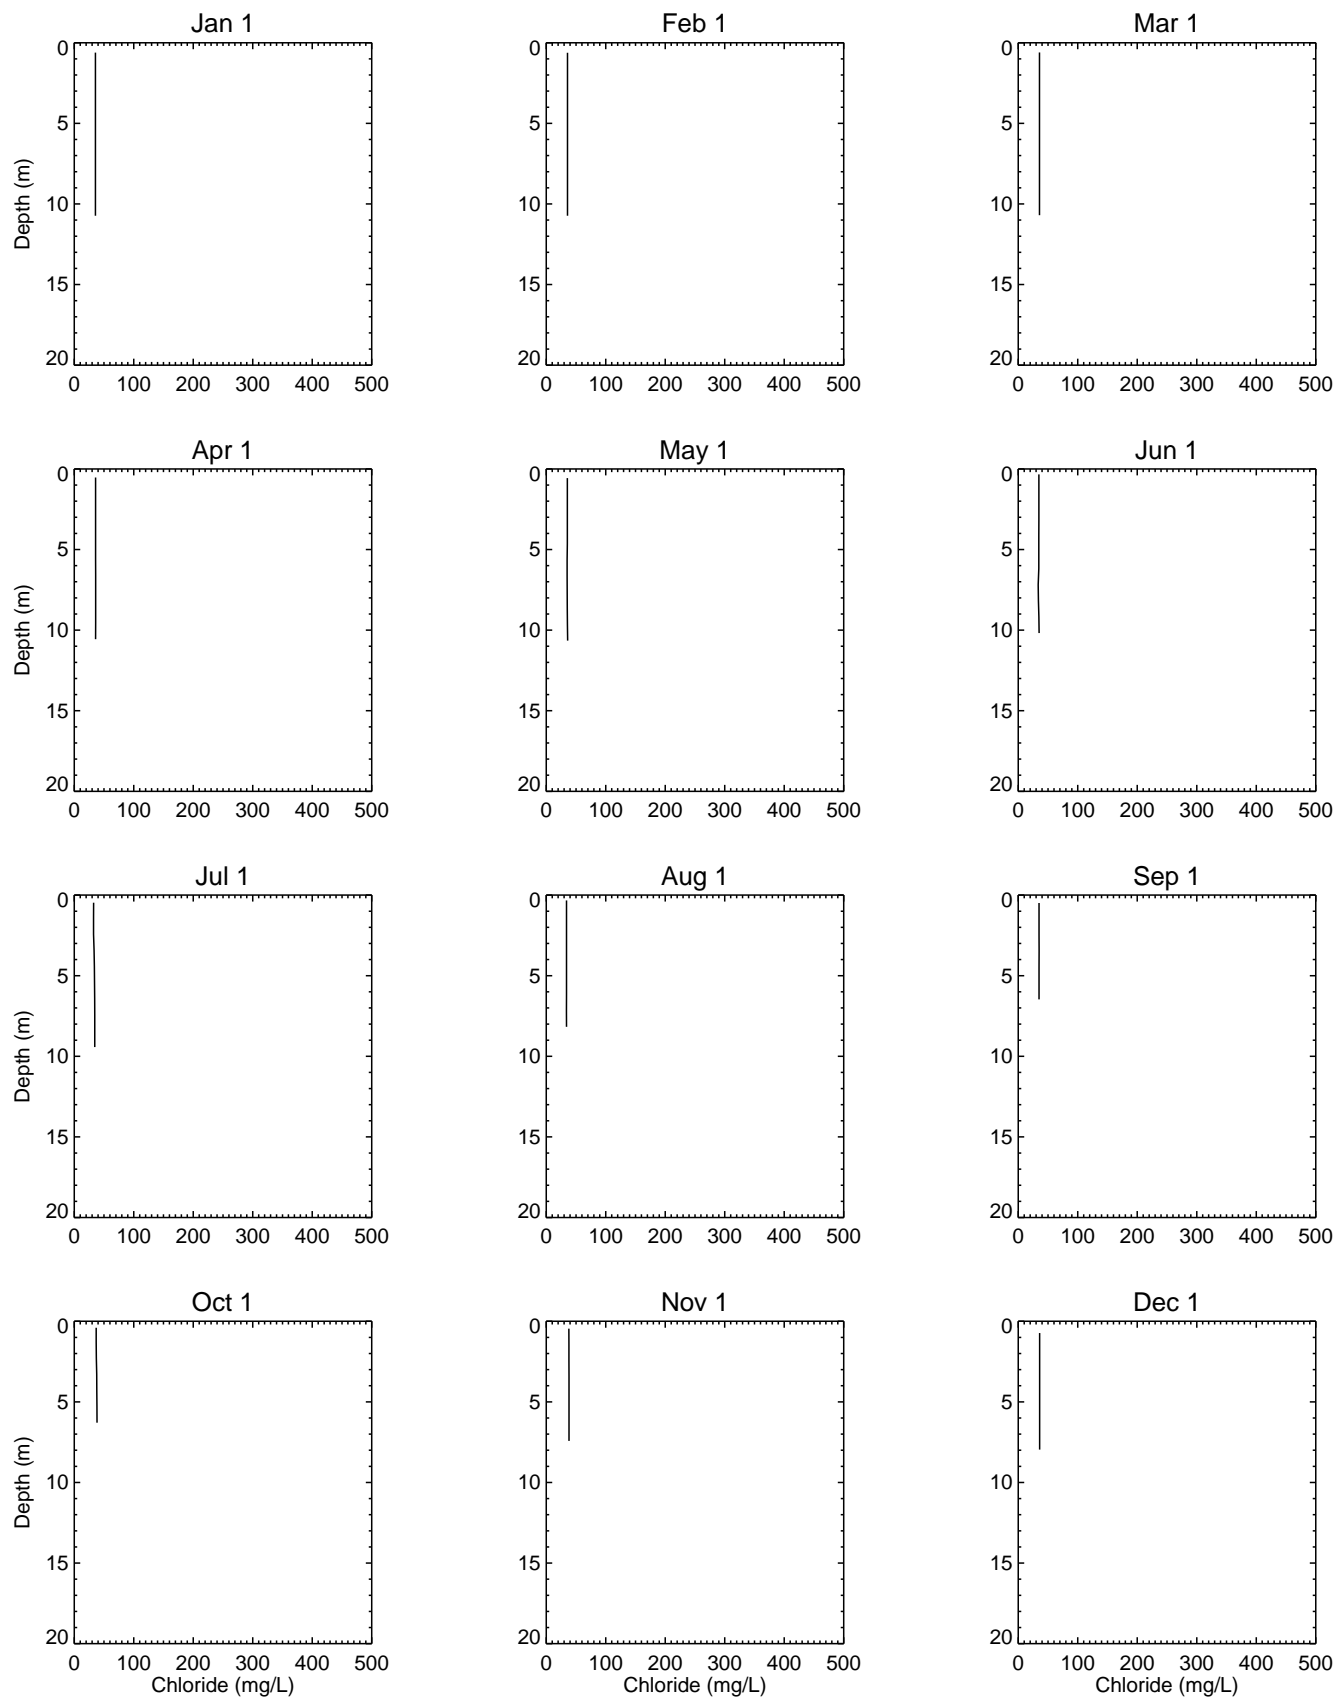 Jan 1 Feb 1 Mar 1
0 0 0
5 5 5
Depth (m)
10 10 10
15 15 15
20 20 20
0 100 200 300 400 500 0 100 200 300 400 500 0 100 200 300 400 500
Apr 1 May 1 Jun 1
0 0 0
5 5 5
Depth (m)
10 10 10
15 15 15
20 20 20
0 100 200 300 400 500 0 100 200 300 400 500 0 100 200 300 400 500
Jul 1 Aug 1 Sep 1
0 0 0
5 5 5
Depth (m)
10 10 10
15 15 15
20 20 20
0 100 200 300 400 500 0 100 200 300 400 500 0 100 200 300 400 500
Oct 1 Nov 1 Dec 1
0 0 0
5 5 5
Depth (m)
10 10 10
15 15 15
20 20 20
0 100 200 300 400 500 0 100 200 300 400 500 0 100 200 300 400 500
Chloride (mg/L) Chloride (mg/L) Chloride (mg/L)